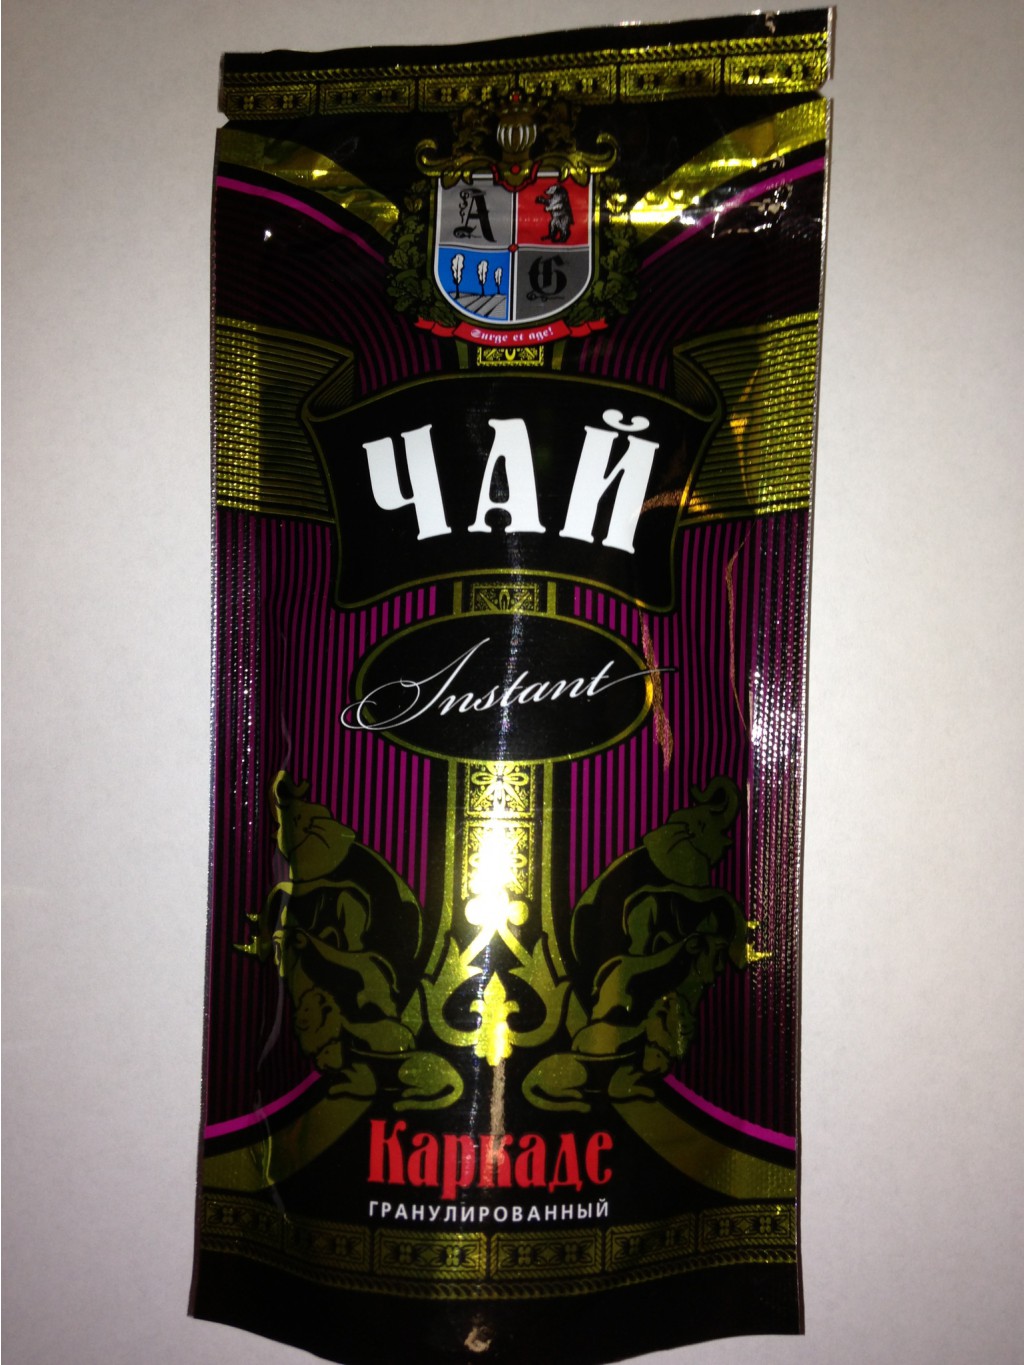 A
G
Surge et age!
ЧАЙ
Instant
Каркаде
ГРАНУЛИРОВАННЫЙ